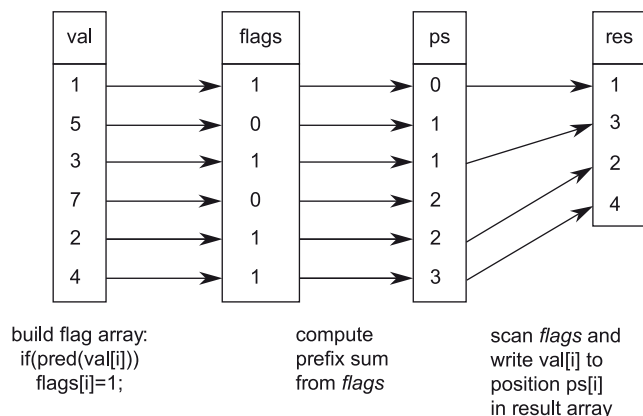 val flags ps res
1 1 0 1
5 0 1 3
3 1 1 2
7 0 2 4
2 1 2
4 1 3
build flag array:
if(pred(val[i]))
flags[i]=1;
compute
prefix sum
from flags
scan flags and
write val[i] to
position ps[i]
in result array